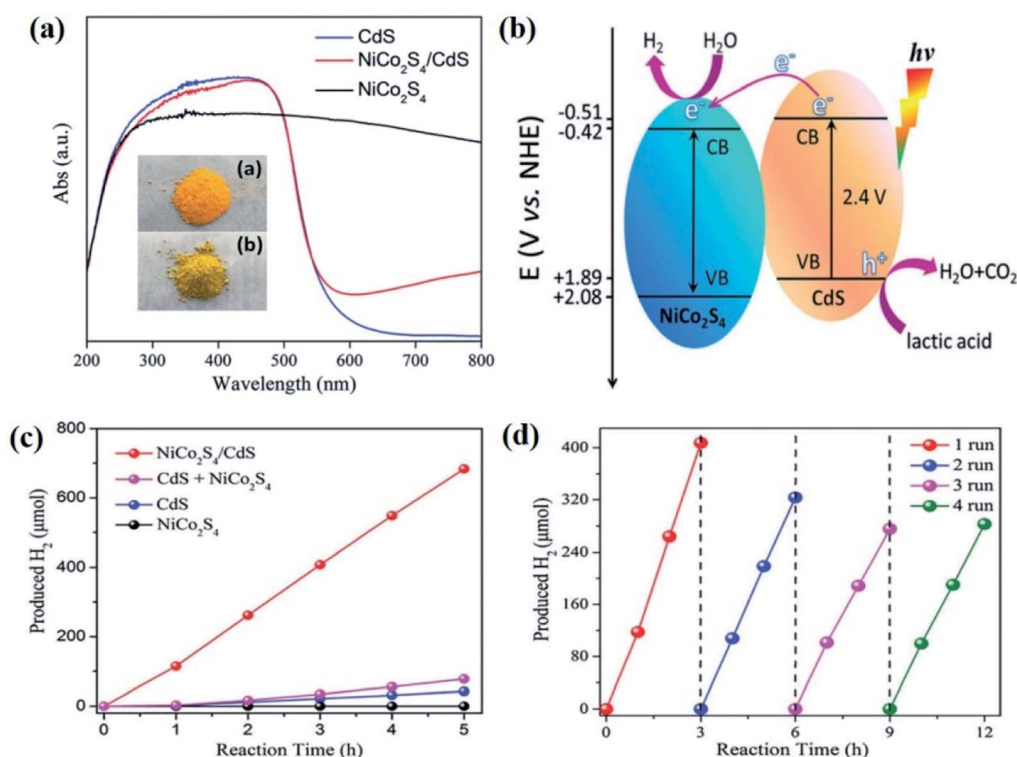 (a)
CdS
NiCo₂S₄/CdS
NiCo₂S₄
Abs (a.u.)
(a)
(b)
200 300 400 500 600 700 800
Wavelength (nm)
(b)
E (V vs. NHE)
-0.51
-0.42
+1.89
+2.08
H₂
H₂O
e⁻
hν
e⁻
e⁻
CB
CB
2.4 V
VB
VB
h⁺
NiCo₂S₄
CdS
H₂O+CO₂
lactic acid
(c)
Produced H₂ (μmol)
800
600
400
200
0
NiCo₂S₄/CdS
CdS + NiCo₂S₄
CdS
NiCo₂S₄
0 1 2 3 4 5
Reaction Time (h)
(d)
Produced H₂ (μmol)
400
320
240
160
80
0
1 run
2 run
3 run
4 run
0 3 6 9 12
Reaction Time (h)